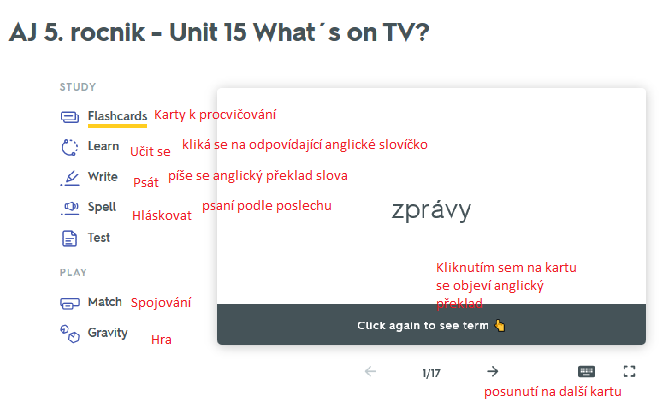 AJ 5. rocnik - Unit 15 What´s on TV?
STUDY
Flashcards Karty k procvičování
Learn Učit se kliká se na odpovídající anglické slovíčko
Write Psát píše se anglický překlad slova
Spell Hláskovat psaní podle poslechu
Test
PLAY
Match Spojování
Gravity Hra
zprávy
Kliknutím sem na kartu
se objeví anglický
překlad
Click again to see term
1/17
posunutí na další kartu